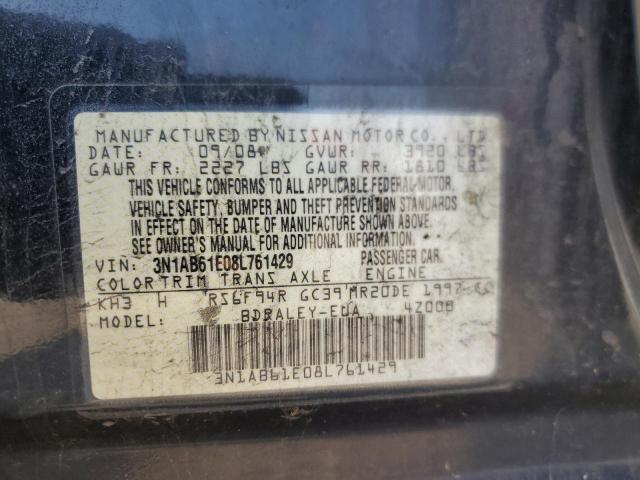 MANUFACTURED BY NISSAN MOTOR CO., LTD
DATE: 09/08 GVWR: 3920 LBS
GAWR FR: 2227 LBS GAWR RR: 1810 LBS
THIS VEHICLE CONFORMS TO ALL APPLICABLE FEDERAL MOTOR
VEHICLE SAFETY, BUMPER AND THEFT PREVENTION STANDARDS
IN EFFECT ON THE DATE OF MANUFACTURE SHOWN ABOVE.
SEE OWNER'S MANUAL FOR ADDITIONAL INFORMATION.
VIN: 3N1AB61E08L761429 PASSENGER CAR.
COLOR TRIM TRANS AXLE ENGINE
KH3 H RS6F94R GC39 MR20DE 1997
MODEL: 4Z008
3N1AB61E08L761429